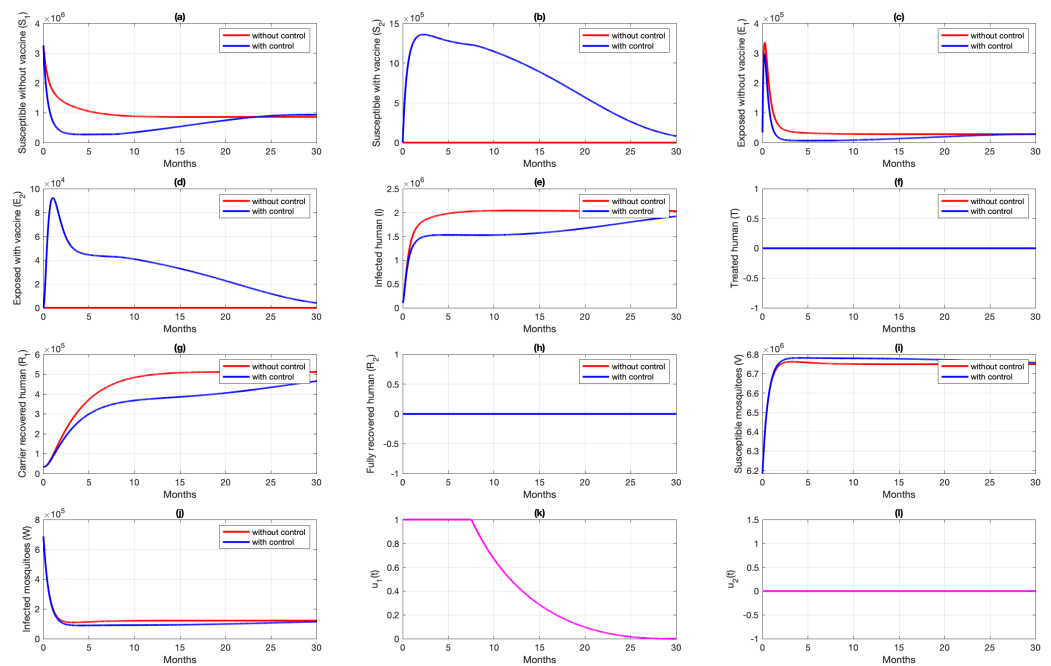 (a)
×10^6
Susceptible without vaccine (S_1)
4
3
2
1
0
0 5 10 15 20 25 30
Months
without control
with control
(b)
×10^5
Susceptible with vaccine (S_2)
15
10
5
0
0 5 10 15 20 25 30
Months
without control
with control
(c)
×10^5
Exposed without vaccine (E_1)
4
3
2
1
0
0 5 10 15 20 25 30
Months
without control
with control
(d)
×10^4
Exposed with vaccine (E_2)
10
8
6
4
2
0
0 5 10 15 20 25 30
Months
without control
with control
(e)
×10^6
Infected human (I)
2.5
2
1.5
1
0.5
0
0 5 10 15 20 25 30
Months
without control
with control
(f)
Treated human (T)
1
0.5
0
-0.5
-1
0 5 10 15 20 25 30
Months
without control
with control
(g)
×10^5
Carrier recovered human (R_1)
6
5
4
3
2
1
0
0 5 10 15 20 25 30
Months
without control
with control
(h)
Fully recovered human (R_2)
1
0.5
0
-0.5
-1
0 5 10 15 20 25 30
Months
without control
with control
(i)
×10^6
Susceptible mosquitoes (V)
6.8
6.7
6.6
6.5
6.4
6.3
6.2
6.1
0 5 10 15 20 25 30
Months
without control
with control
(j)
×10^5
Infected mosquitoes (W)
8
6
4
2
0
0 5 10 15 20 25 30
Months
without control
with control
(k)
u_1(t)
1
0.8
0.6
0.4
0.2
0
0 5 10 15 20 25 30
Months
(l)
u_2(t)
1.5
1
0.5
0
-0.5
-1
0 5 10 15 20 25 30
Months